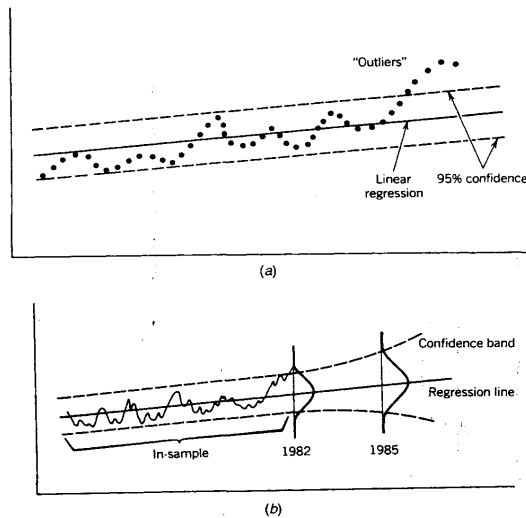 "Outliers"
Linear
regression
95% confidence
(a)
Confidence band
Regression line
In-sample
1982
1985
(b)